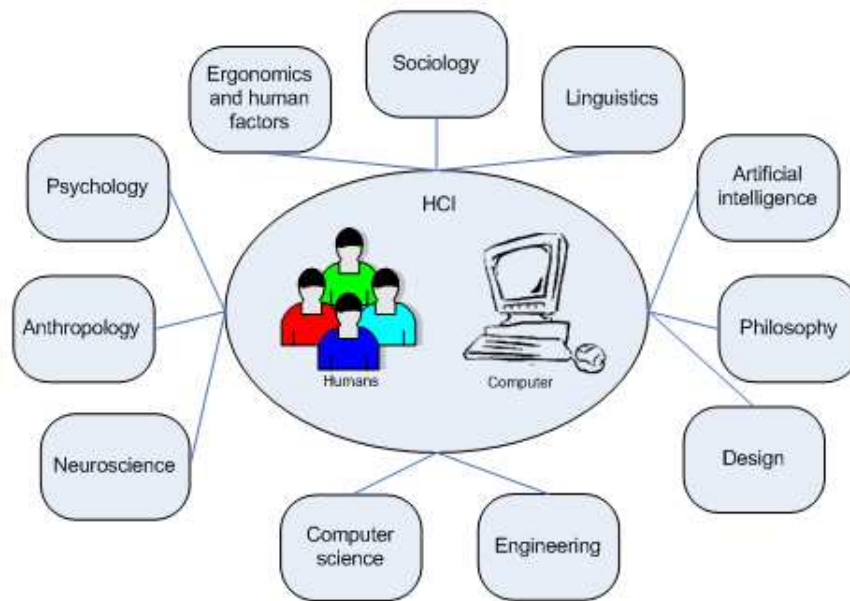 Sociology
Ergonomics
and human
factors
Linguistics
Psychology
Artificial
intelligence
HCI
Anthropology
Philosophy
Humans
Computer
Neuroscience
Design
Computer
science
Engineering